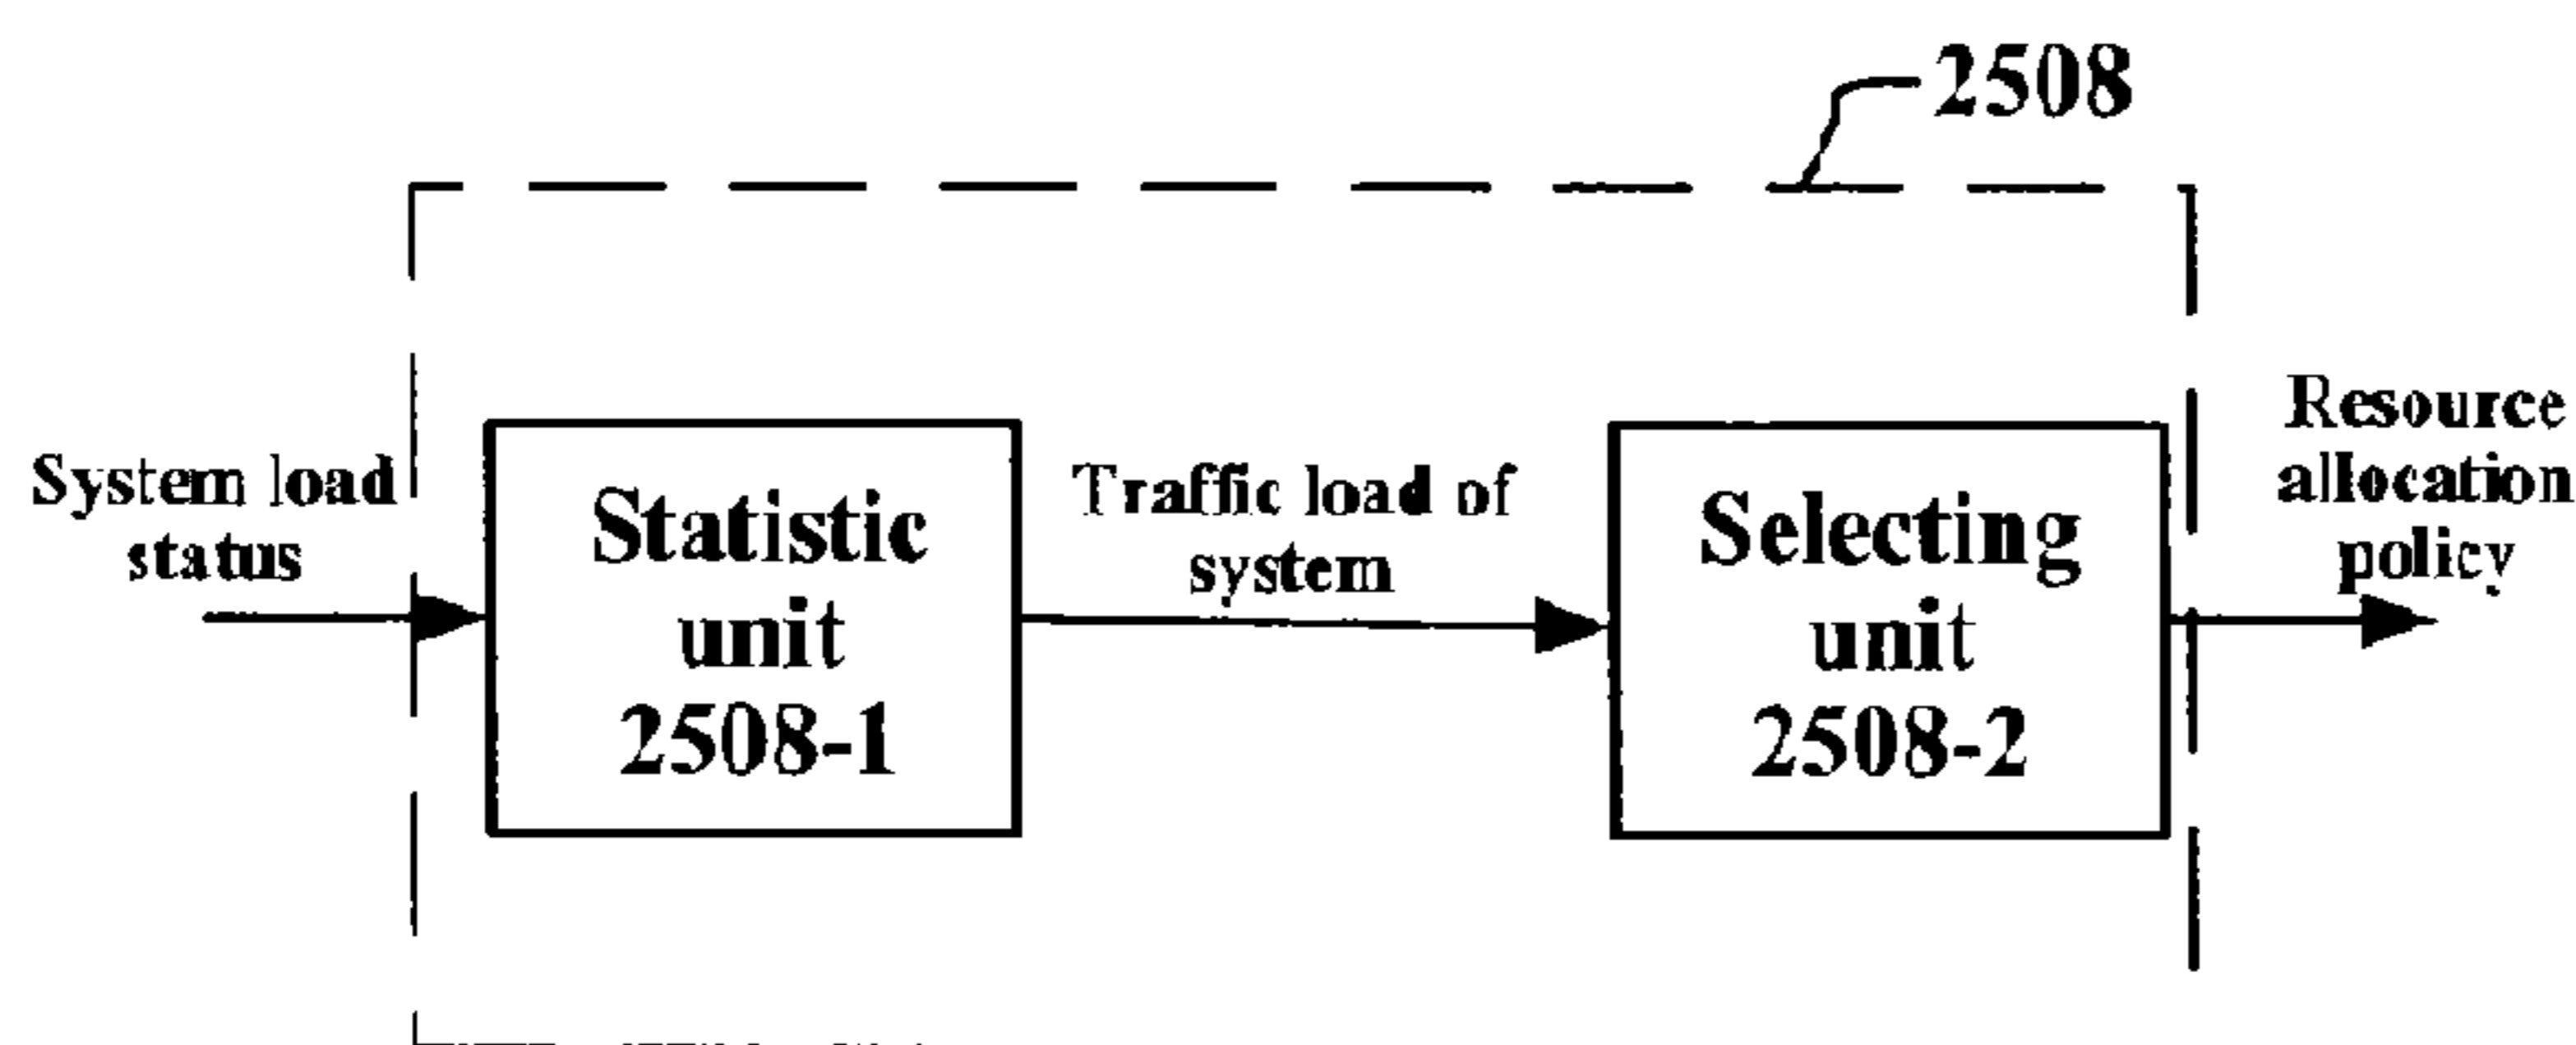 2508
System load
status
Statistic
unit
2508-1
Traffic load of
system
Selecting
unit
2508-2
Resource
allocation
policy